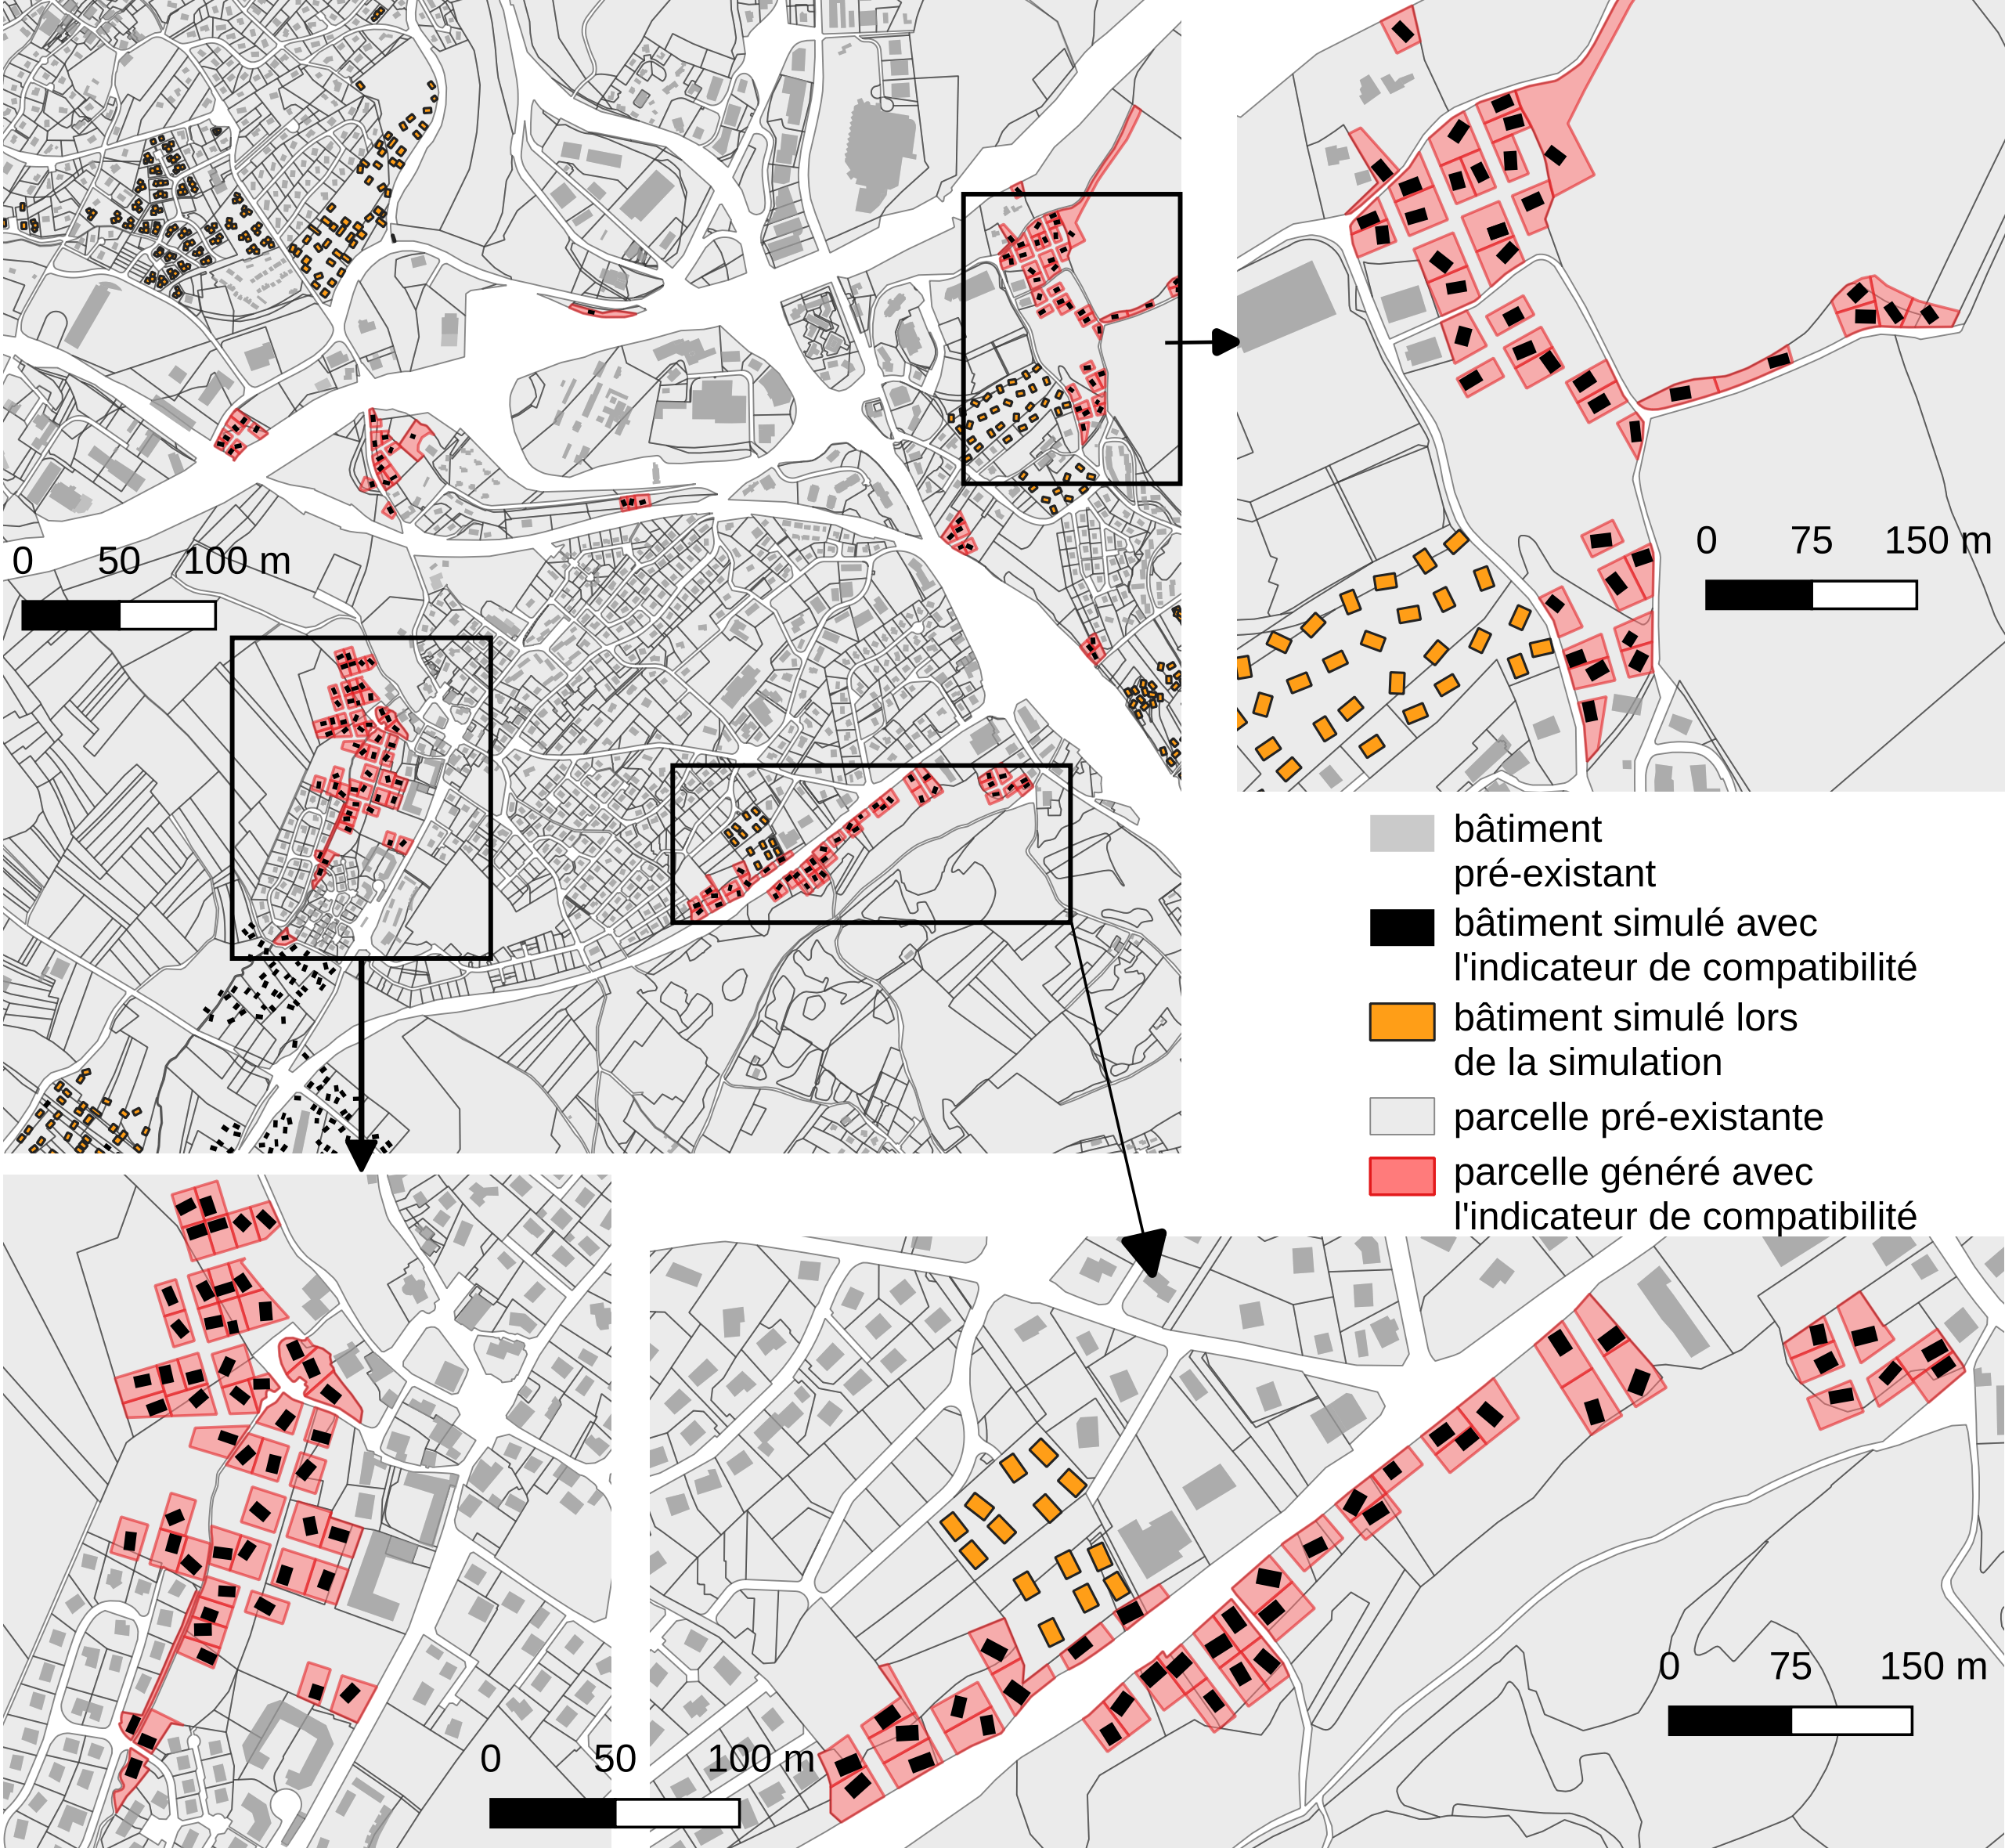 0 75 150 m
0 50 100 m
bâtiment
pré-existant
bâtiment simulé avec
l'indicateur de compatibilité
bâtiment simulé lors
de la simulation
parcelle pré-existante
parcelle généré avec
l'indicateur de compatibilité
0 75 150 m
0 50 100 m